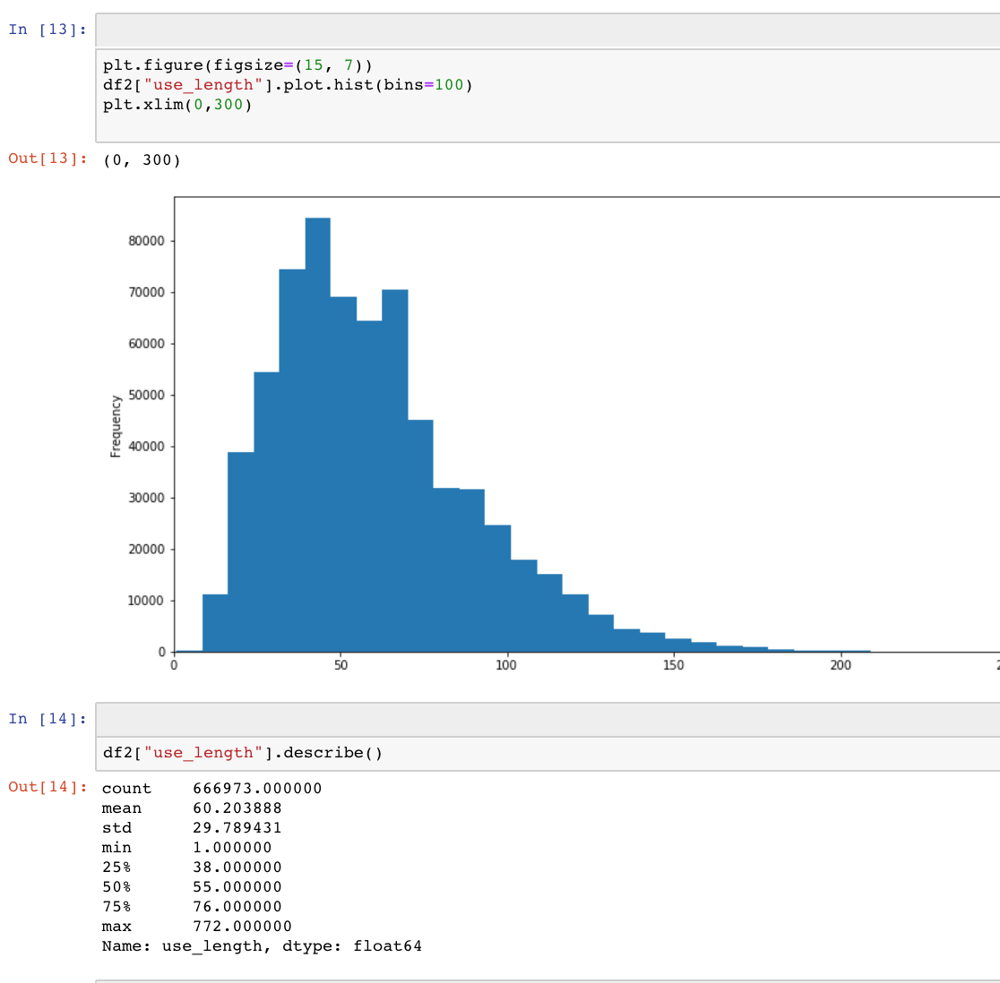 In [13]:
plt.figure(figsize=(15, 7))
df2["use_length"].plot.hist(bins=100)
plt.xlim(0,300)
Out[13]: (0, 300)
80000
70000
60000
50000
40000
30000
20000
10000
0
Frequency
0 50 100 150 200
In [14]:
df2["use_length"].describe()
Out[14]: count 666973.000000
mean 60.203888
std 29.789431
min 1.000000
25% 38.000000
50% 55.000000
75% 76.000000
max 772.000000
Name: use_length, dtype: float64